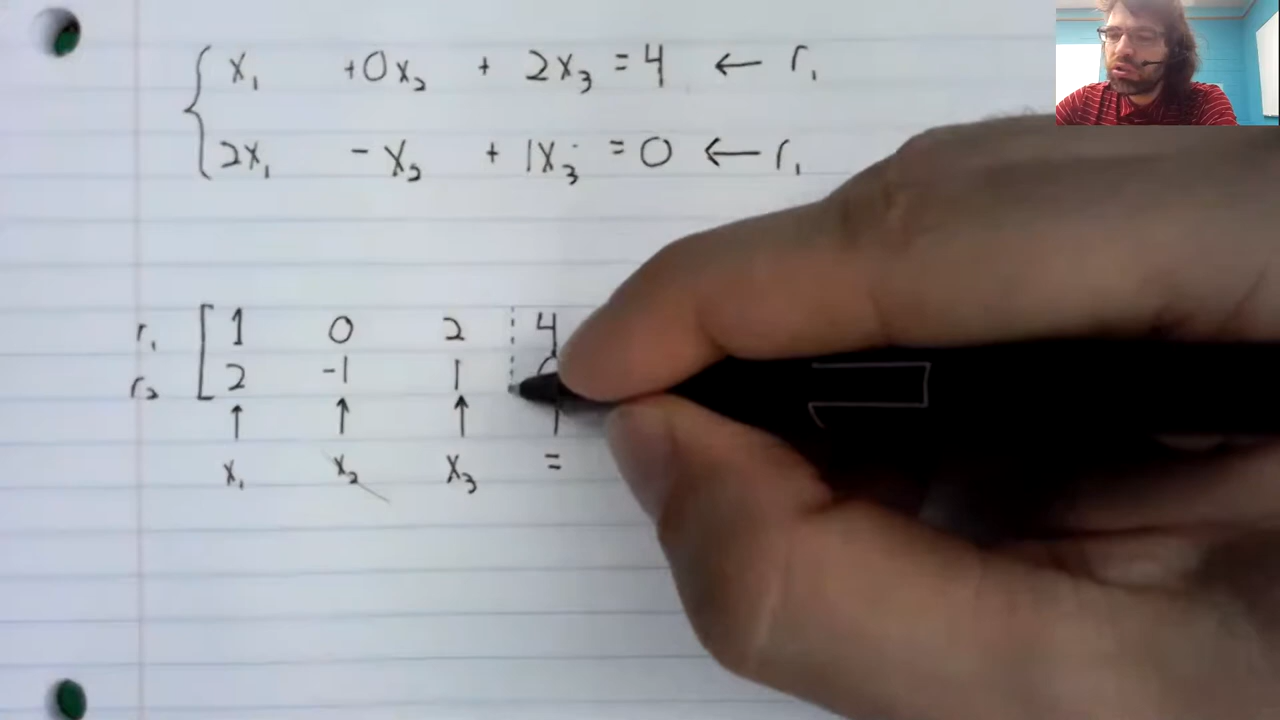 x₁ +0x₂ + 2x₃ = 4 ← r₁
2x₁ - x₂ + 1x₃ = 0 ← r₁
r₁ [ 1 0 2 4
r₂ 2 -1 1
↑ ↑ ↑
x₁ x₂ x₃ =